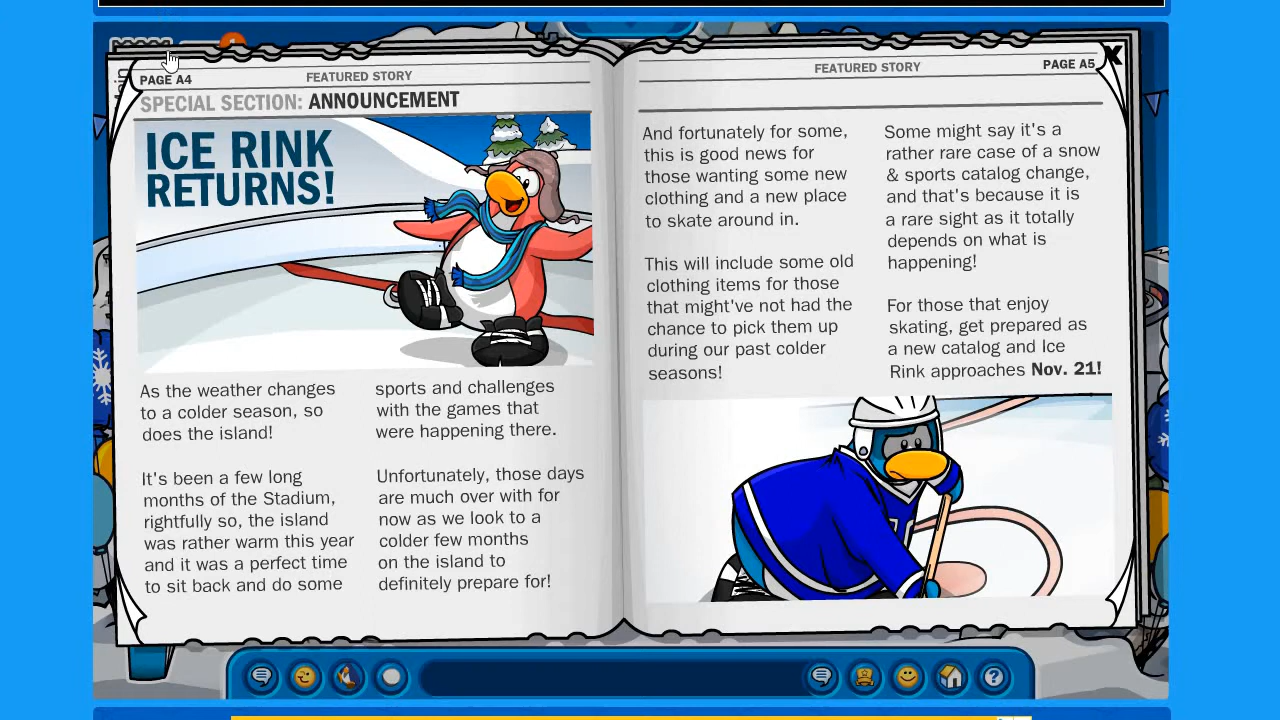 PAGE A4
FEATURED STORY
SPECIAL SECTION: ANNOUNCEMENT
ICE RINK
RETURNS!
As the weather changes
to a colder season, so
does the island!
It's been a few long
months of the Stadium,
rightfully so, the island
was rather warm this year
and it was a perfect time
to sit back and do some
sports and challenges
with the games that
were happening there.
Unfortunately, those days
are much over with for
now as we look to a
colder few months
on the island to
definitely prepare for!
FEATURED STORY
PAGE A5
And fortunately for some,
this is good news for
those wanting some new
clothing and a new place
to skate around in.
This will include some old
clothing items for those
that might've not had the
chance to pick them up
during our past colder
seasons!
Some might say it's a
rather rare case of a snow
& sports catalog change,
and that's because it is
a rare sight as it totally
depends on what is
happening!
For those that enjoy
skating, get prepared as
a new catalog and Ice
Rink approaches Nov. 21!